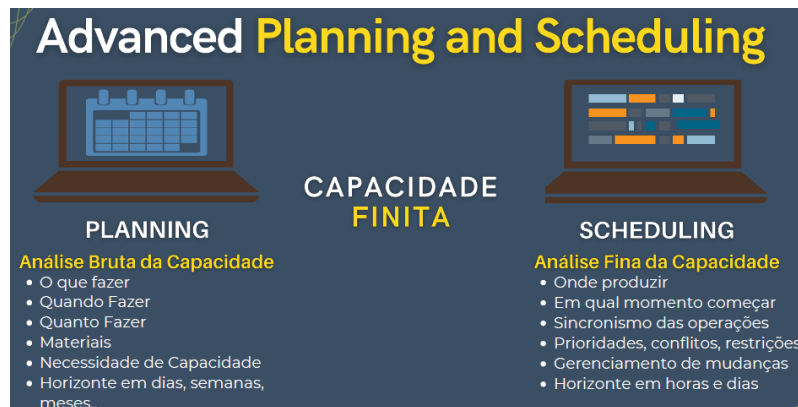 Advanced Planning and Scheduling
CAPACIDADE
FINITA
PLANNING
Análise Bruta da Capacidade
• O que fazer
• Quando Fazer
• Quanto Fazer
• Materiais
• Necessidade de Capacidade
• Horizonte em dias, semanas,
meses..
SCHEDULING
Análise Fina da Capacidade
• Onde produzir
• Em qual momento começar
• Sincronismo das operações
• Prioridades, conflitos, restrições
• Gerenciamento de mudanças
• Horizonte em horas e dias